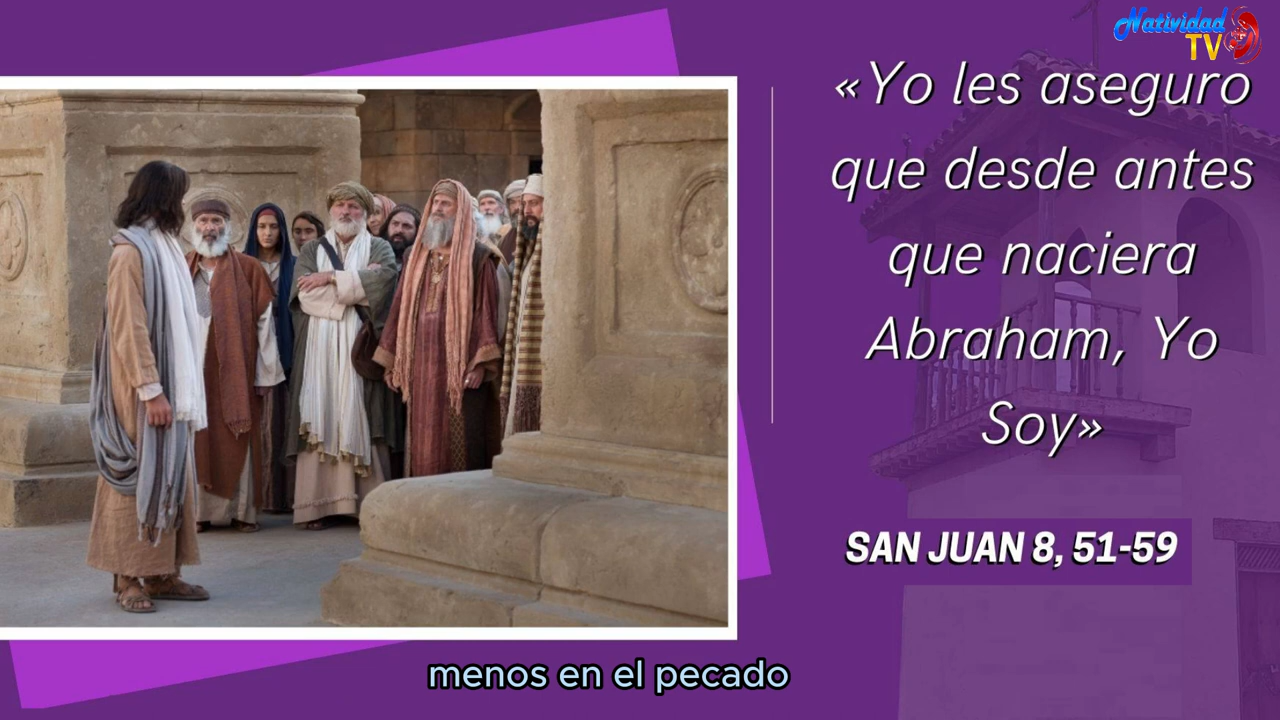 Natividad
TV
«Yo les aseguro
que desde antes
que naciera
Abraham, Yo
Soy»
SAN JUAN 8, 51-59
menos en el pecado